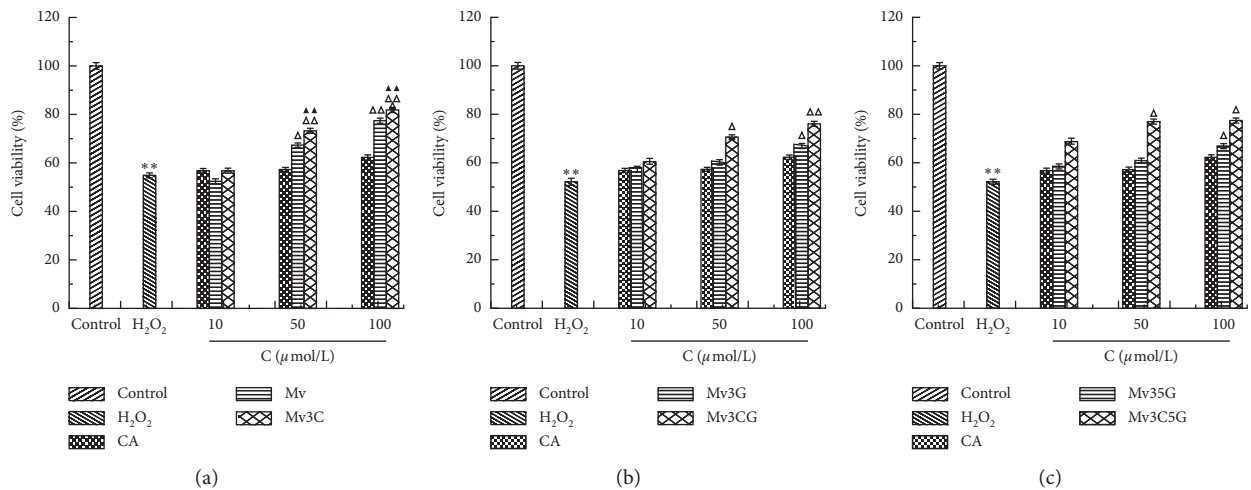 120
100
80
60
40
20
0
Cell viability (%)
**
△
△△
▲▲
△△
△△
▲▲
Control
H₂O₂
10
50
100
C (μmol/L)
Control
H₂O₂
CA
Mv
Mv3C
(a)
120
100
80
60
40
20
0
Cell viability (%)
**
△
△
△△
Control
H₂O₂
10
50
100
C (μmol/L)
Control
H₂O₂
CA
Mv3G
Mv3CG
(b)
120
100
80
60
40
20
0
Cell viability (%)
**
△
△
△
Control
H₂O₂
10
50
100
C (μmol/L)
Control
H₂O₂
CA
Mv35G
Mv3C5G
(c)